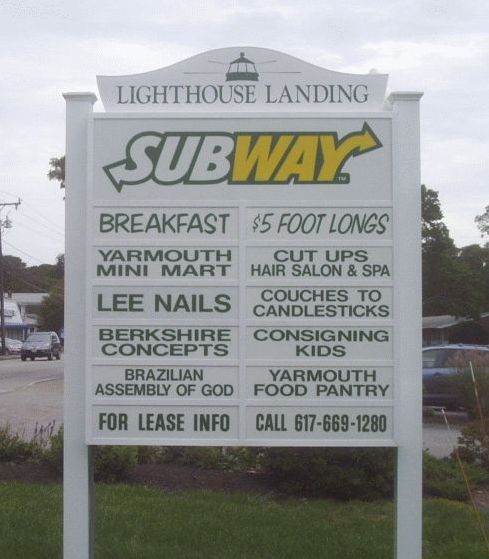 LIGHTHOUSE LANDING
SUBWAY™
BREAKFAST
$5 FOOT LONGS
YARMOUTH
MINI MART
CUT UPS
HAIR SALON & SPA
LEE NAILS
COUCHES TO
CANDLESTICKS
BERKSHIRE
CONCEPTS
CONSIGNING
KIDS
BRAZILIAN
ASSEMBLY OF GOD
YARMOUTH
FOOD PANTRY
FOR LEASE INFO
CALL 617-669-1280